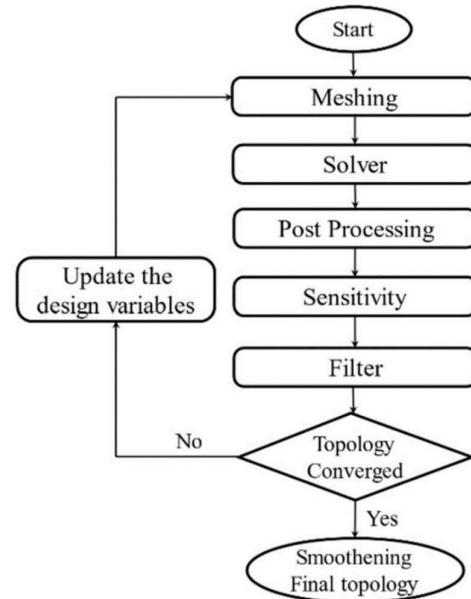 Start
Meshing
Solver
Post Processing
Update the
design variables
Sensitivity
Filter
No
Topology
Converged
Yes
Smoothening
Final topology